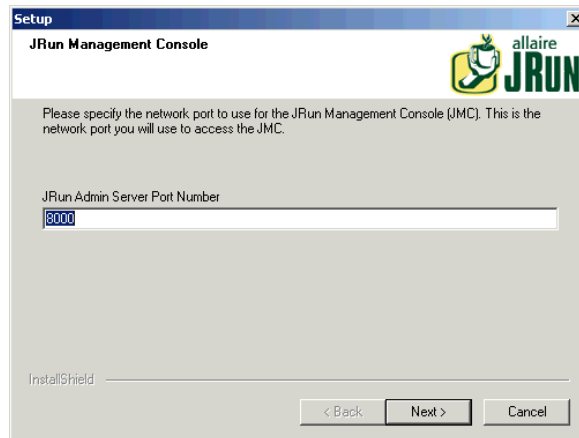 Setup
JRun Management Console
allaire
JRUN
Please specify the network port to use for the JRun Management Console (JMC). This is the
network port you will use to access the JMC.
JRun Admin Server Port Number
8000
InstallShield
< Back
Next >
Cancel